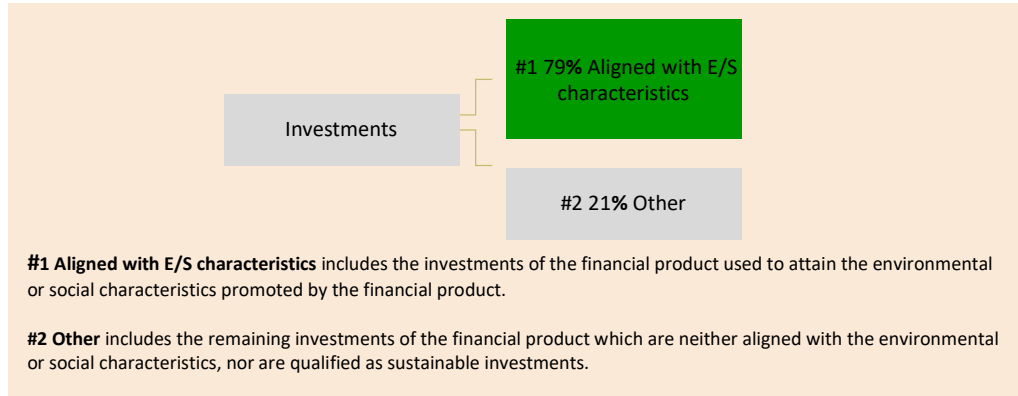 #1 79% Aligned with E/S
characteristics
Investments
#2 21% Other
#1 Aligned with E/S characteristics includes the investments of the financial product used to attain the environmental
or social characteristics promoted by the financial product.
#2 Other includes the remaining investments of the financial product which are neither aligned with the environmental
or social characteristics, nor are qualified as sustainable investments.